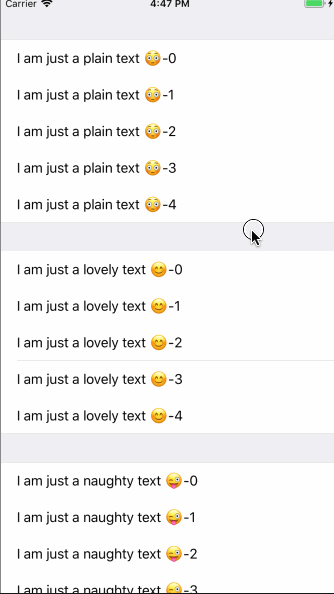 Carrier 4:47 PM
I am just a plain text 😳-0
I am just a plain text 😳-1
I am just a plain text 😳-2
I am just a plain text 😳-3
I am just a plain text 😳-4
I am just a lovely text 😊-0
I am just a lovely text 😊-1
I am just a lovely text 😊-2
I am just a lovely text 😊-3
I am just a lovely text 😊-4
I am just a naughty text 😜-0
I am just a naughty text 😜-1
I am just a naughty text 😜-2
I am just a naughty text 😜-3